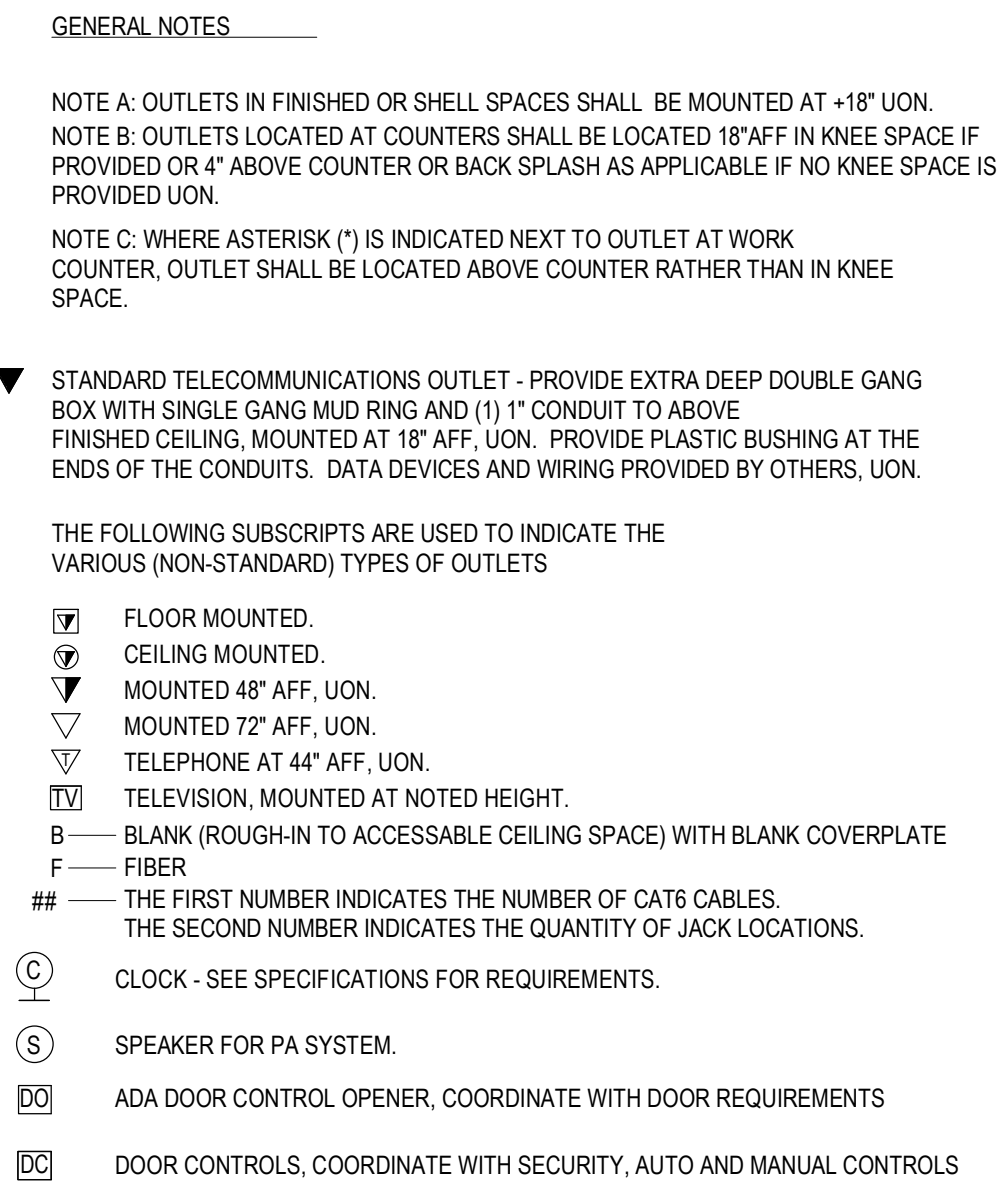 GENERAL NOTES
NOTE A: OUTLETS IN FINISHED OR SHELL SPACES SHALL BE MOUNTED AT +18" UON.
NOTE B: OUTLETS LOCATED AT COUNTERS SHALL BE LOCATED 18"AFF IN KNEE SPACE IF
PROVIDED OR 4" ABOVE COUNTER OR BACK SPLASH AS APPLICABLE IF NO KNEE SPACE IS
PROVIDED UON.
NOTE C: WHERE ASTERISK (*) IS INDICATED NEXT TO OUTLET AT WORK
COUNTER, OUTLET SHALL BE LOCATED ABOVE COUNTER RATHER THAN IN KNEE
SPACE.
STANDARD TELECOMMUNICATIONS OUTLET - PROVIDE EXTRA DEEP DOUBLE GANG
BOX WITH SINGLE GANG MUD RING AND (1) 1" CONDUIT TO ABOVE
FINISHED CEILING, MOUNTED AT 18" AFF, UON. PROVIDE PLASTIC BUSHING AT THE
ENDS OF THE CONDUITS. DATA DEVICES AND WIRING PROVIDED BY OTHERS, UON.
THE FOLLOWING SUBSCRIPTS ARE USED TO INDICATE THE
VARIOUS (NON-STANDARD) TYPES OF OUTLETS
FLOOR MOUNTED.
CEILING MOUNTED.
MOUNTED 48" AFF, UON.
MOUNTED 72" AFF, UON.
T TELEPHONE AT 44" AFF, UON.
TV TELEVISION, MOUNTED AT NOTED HEIGHT.
B BLANK (ROUGH-IN TO ACCESSABLE CEILING SPACE) WITH BLANK COVERPLATE
F FIBER
## THE FIRST NUMBER INDICATES THE NUMBER OF CAT6 CABLES.
THE SECOND NUMBER INDICATES THE QUANTITY OF JACK LOCATIONS.
C CLOCK - SEE SPECIFICATIONS FOR REQUIREMENTS.
S SPEAKER FOR PA SYSTEM.
DO ADA DOOR CONTROL OPENER, COORDINATE WITH DOOR REQUIREMENTS
DC DOOR CONTROLS, COORDINATE WITH SECURITY, AUTO AND MANUAL CONTROLS